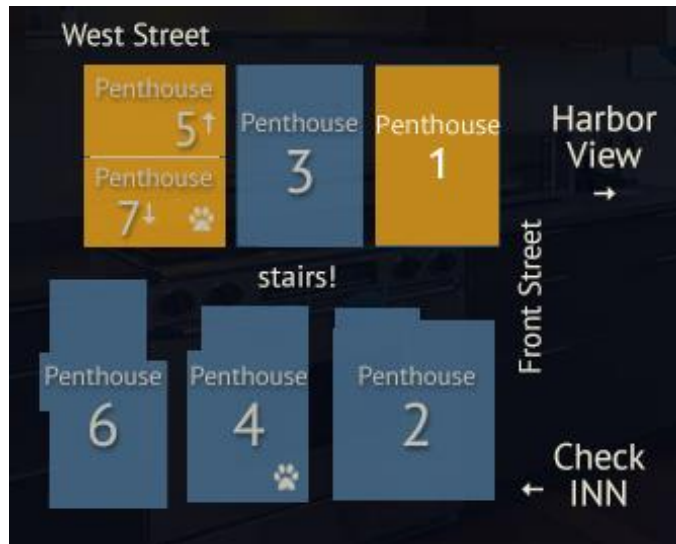 West Street
Penthouse
5↑
Penthouse
7↓
Penthouse
3
Penthouse
1
Harbor
View
→
Front Street
stairs!
Penthouse
6
Penthouse
4
Penthouse
2
Check
← INN